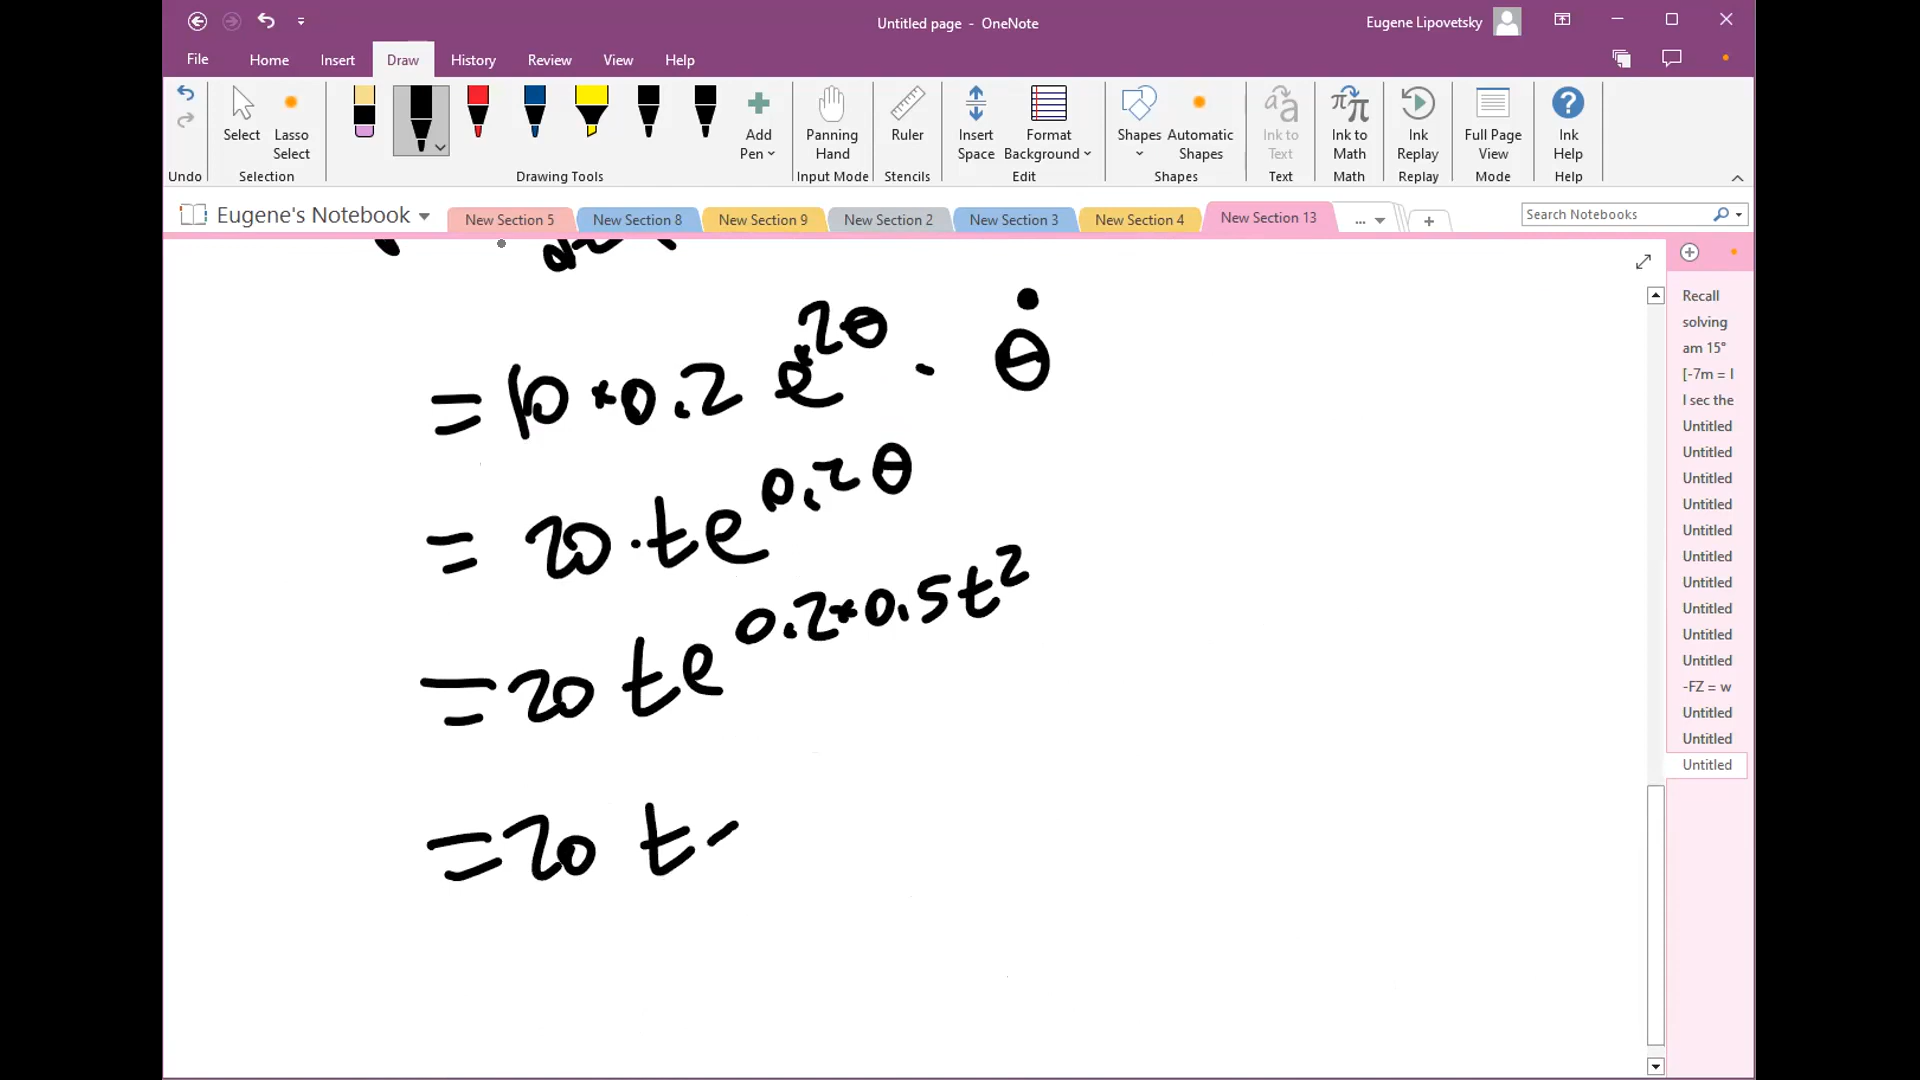 Untitled page - OneNote
Eugene Lipovetsky
File Home Insert Draw History Review View Help
Select
Lasso Select
Add Pen
Panning Hand
Ruler
Insert Space
Format Background
Shapes
Automatic Shapes
Ink to Text
Ink to Math
Ink Replay
Full Page View
Ink Help
Undo Selection Drawing Tools Input Mode Stencils Edit Shapes Text Math Replay Mode Help
Eugene's Notebook New Section 5 New Section 8 New Section 9 New Section 2 New Section 3 New Section 4 New Section 13 ... Search Notebooks
= 10 * 0.2 e^2θ · θ̇
= 20 · t e^0.2θ
= 20 t e^0.2*0.5t^2
= 20 t
Recall
solving
am 15°
[-7m = I
I sec the
Untitled
Untitled
Untitled
Untitled
Untitled
Untitled
Untitled
Untitled
Untitled
Untitled
-FZ = w
Untitled
Untitled
Untitled